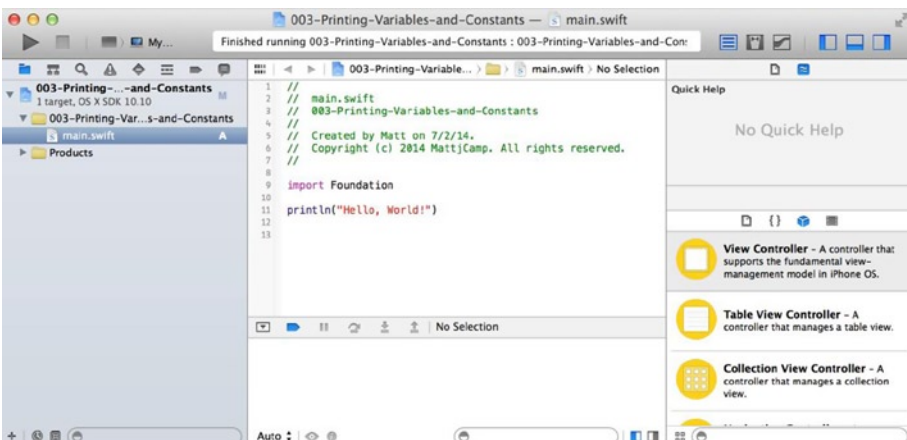 003-Printing-Variables-and-Constants — main.swift
My...
Finished running 003-Printing-Variables-and-Constants : 003-Printing-Variables-and-Con:
003-Printing-...-and-Constants
M
1 target, OS X SDK 10.10
003-Printing-Var...s-and-Constants
main.swift
A
Products
003-Printing-Variable... main.swift No Selection
1 //
2 // main.swift
3 // 003-Printing-Variables-and-Constants
4 //
5 // Created by Matt on 7/2/14.
6 // Copyright (c) 2014 MattjCamp. All rights reserved.
7 //
8
9 import Foundation
10
11 println("Hello, World!")
12
13
No Selection
Auto
Quick Help
No Quick Help
View Controller - A controller that
supports the fundamental view-
management model in iPhone OS.
Table View Controller - A
controller that manages a table view.
Collection View Controller - A
controller that manages a collection
view.